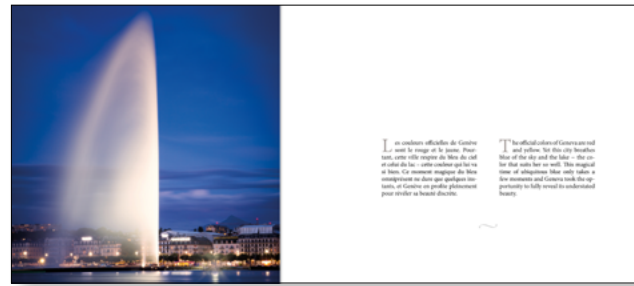 Les couleurs officielles de Genève
sont le rouge et le jaune. Pour-
tant, cette ville respire du bleu du ciel
et celui du lac – cette couleur qui lui va
si bien. Ce moment magique du bleu
omniprésent ne dure que quelques ins-
tants, et Genève en profite pleinement
pour révéler sa beauté discrète.
The official colors of Geneva are red
and yellow. Yet this city breathes
blue of the sky and the lake – the co-
lor that suits her so well. This magical
time of ubiquitous blue only takes a
few moments and Geneva took the op-
portunity to fully reveal its understated
beauty.